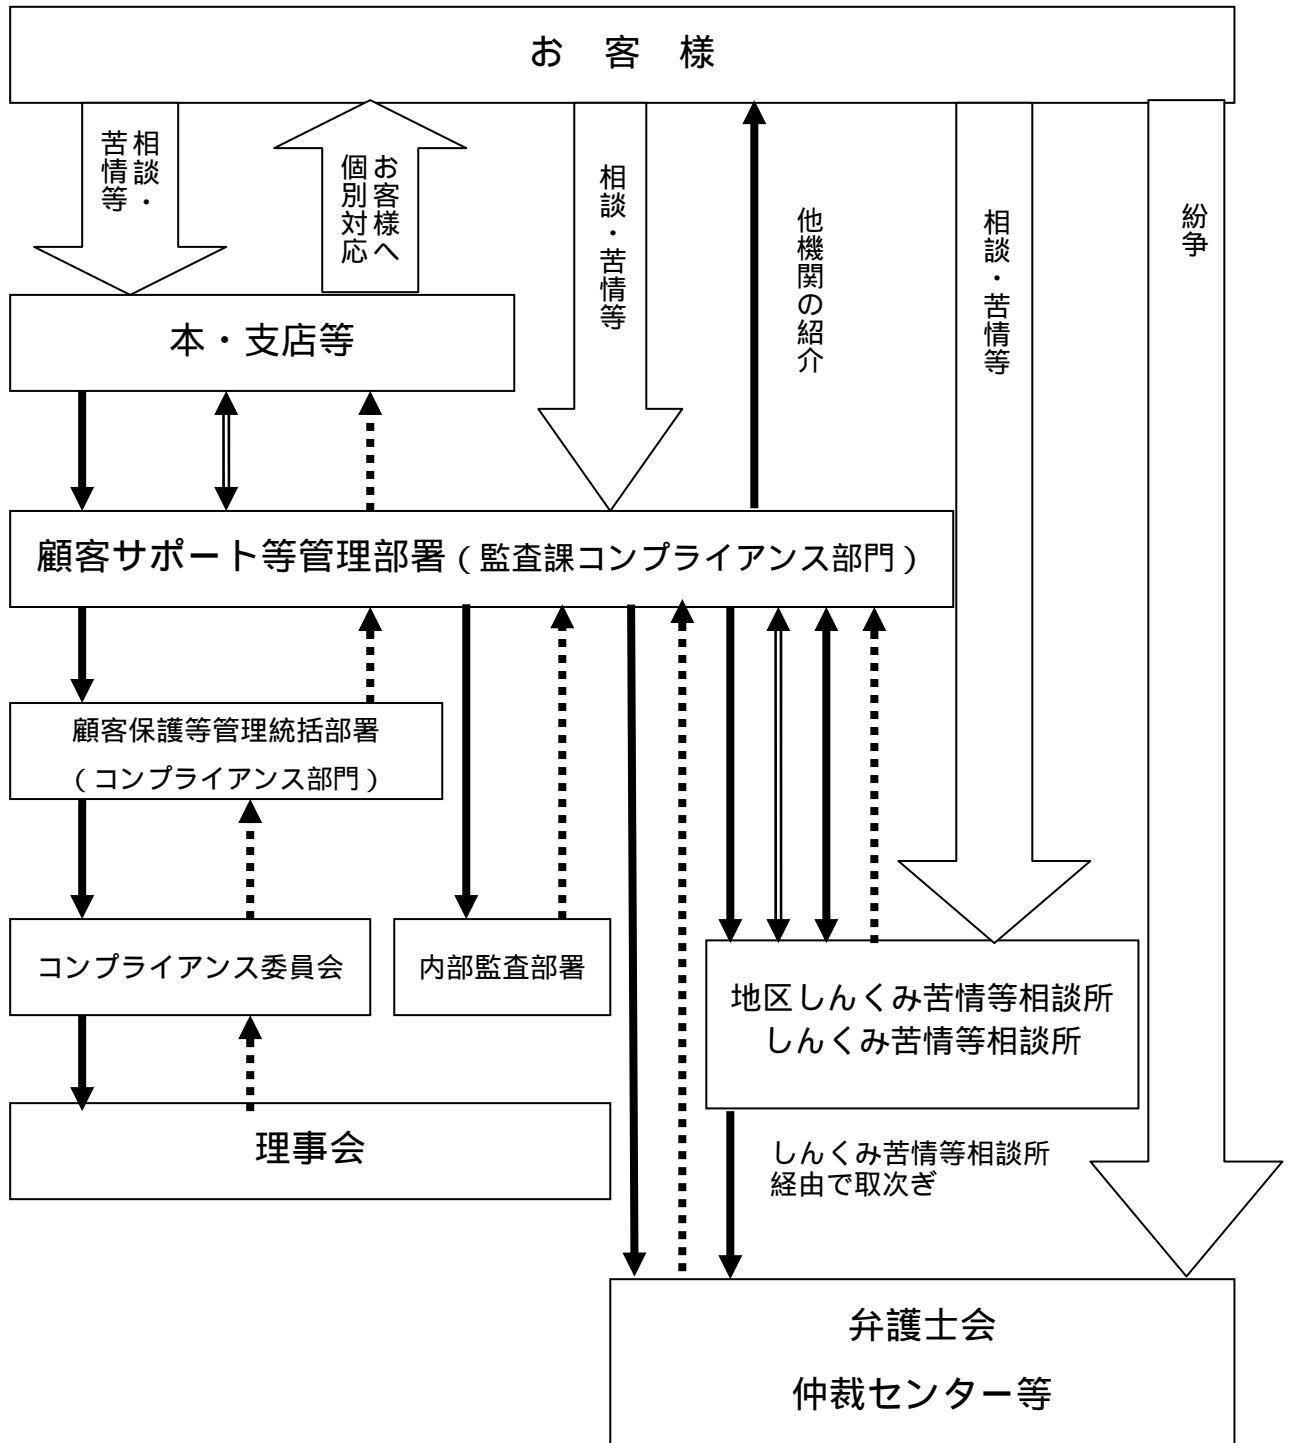 お 客 様
相談・
苦情等
お客様へ
個別対応
相談・苦情等
他機関の紹介
相談・苦情等
紛争
本・支店等
顧客サポート等管理部署(監査課コンプライアンス部門)
顧客保護等管理統括部署
(コンプライアンス部門)
コンプライアンス委員会
内部監査部署
地区しんくみ苦情等相談所
しんくみ苦情等相談所
理事会
しんくみ苦情等相談所
経由で取次ぎ
弁護士会
仲裁センター等